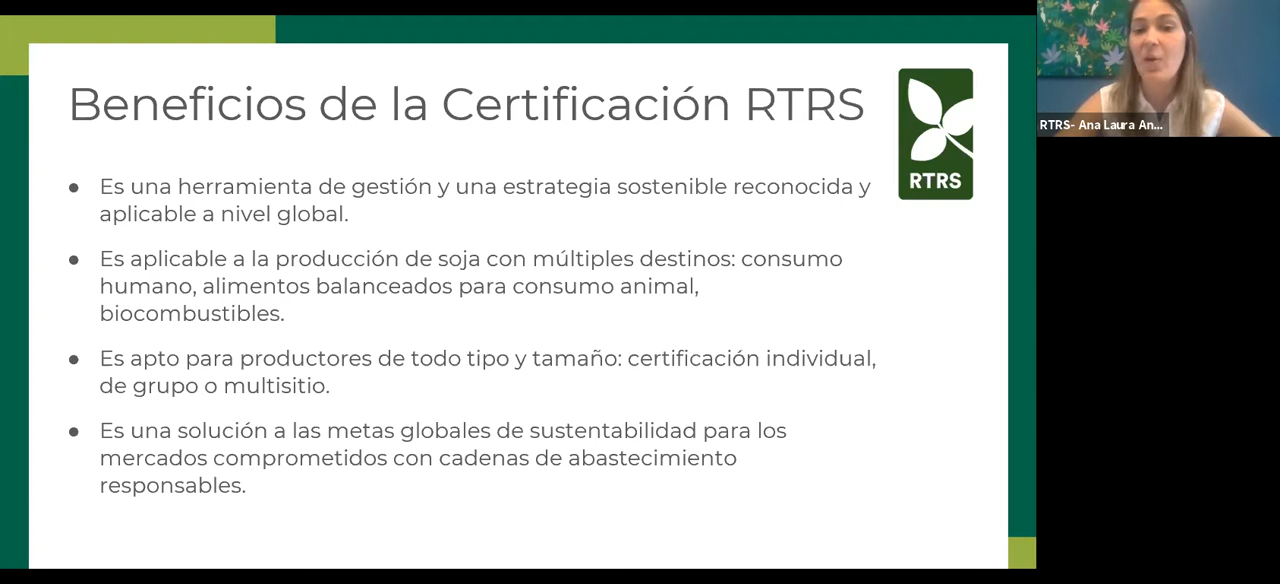 Beneficios de la Certificación RTRS
RTRS
● Es una herramienta de gestión y una estrategia sostenible reconocida y
aplicable a nivel global.
● Es aplicable a la producción de soja con múltiples destinos: consumo
humano, alimentos balanceados para consumo animal,
biocombustibles.
● Es apto para productores de todo tipo y tamaño: certificación individual,
de grupo o multisitio.
● Es una solución a las metas globales de sustentabilidad para los
mercados comprometidos con cadenas de abastecimiento
responsables.
RTRS- Ana Laura An...